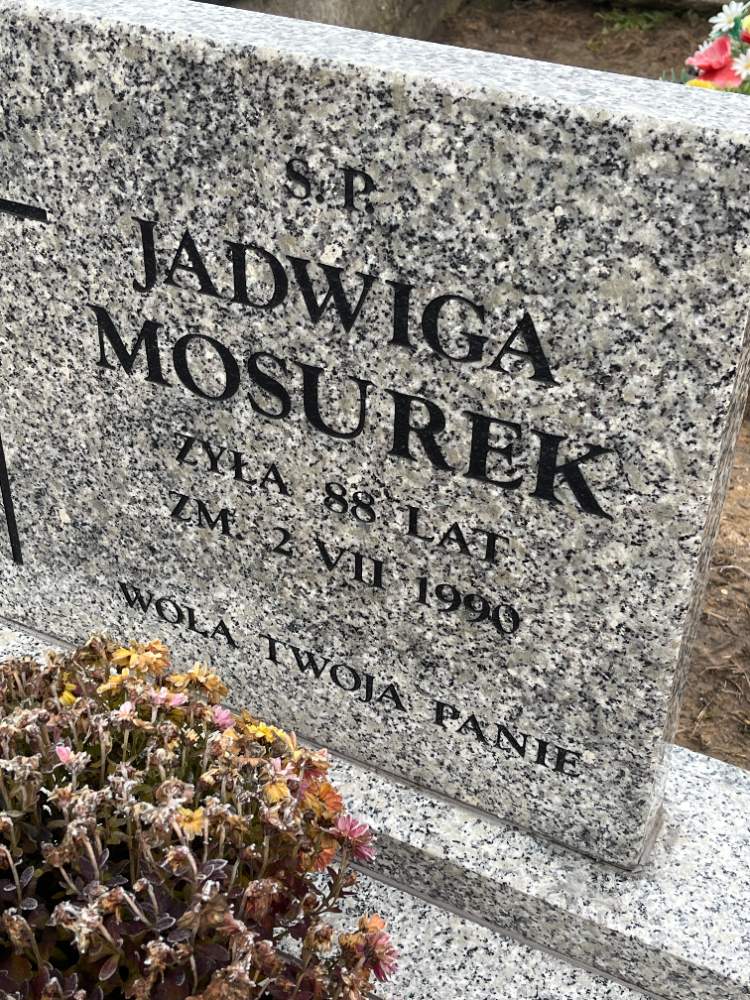 S. P.
JADWIGA
MOSUREK
ŻYŁA 88 LAT
ZM. 2 VII 1990
WOLA TWOJA PANIE